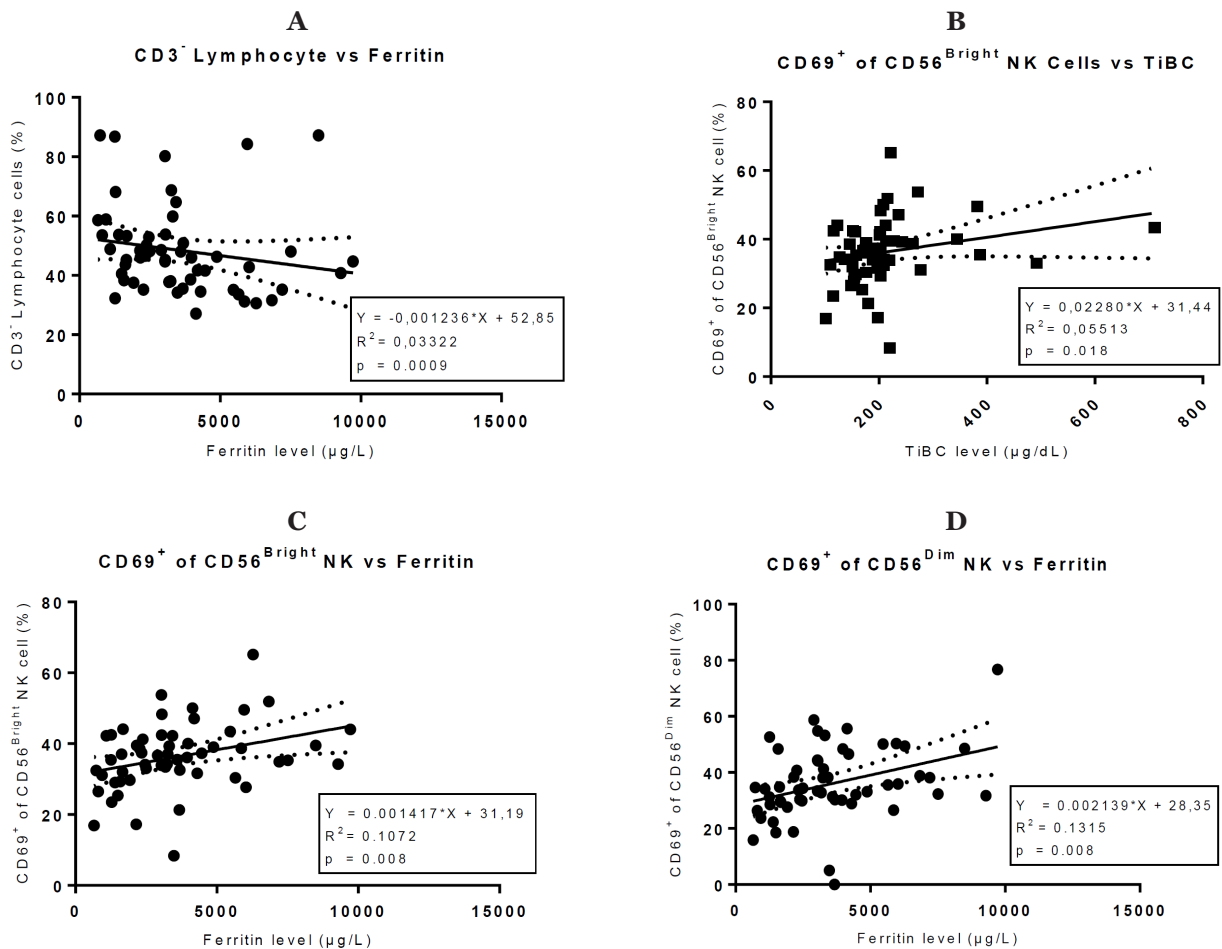 A
CD3⁻ Lymphocyte vs Ferritin
CD3⁻ Lymphocyte cells (%)
100
80
60
40
20
0
0 5000 10000 15000
Ferritin level (µg/L)
Y = -0,001236*X + 52,85
R² = 0,03322
p = 0.0009
B
CD69⁺ of CD56ᴮʳⁱᵍʰᵗ NK Cells vs TiBC
CD69⁺ of CD56ᴮʳⁱᵍʰᵗ NK cell (%)
80
60
40
20
0
0 200 400 600 800
TiBC level (µg/dL)
Y = 0,02280*X + 31,44
R² = 0,05513
p = 0.018
C
CD69⁺ of CD56ᴮʳⁱᵍʰᵗ NK vs Ferritin
CD69⁺ of CD56ᴮʳⁱᵍʰᵗ NK cell (%)
80
60
40
20
0
0 5000 10000 15000
Ferritin level (µg/L)
Y = 0.001417*X + 31,19
R² = 0.1072
p = 0.008
D
CD69⁺ of CD56ᴰⁱᵐ NK vs Ferritin
CD69⁺ of CD56ᴰⁱᵐ NK cell (%)
100
80
60
40
20
0
0 5000 10000 15000
Ferritin level (µg/L)
Y = 0.002139*X + 28,35
R² = 0.1315
p = 0.008